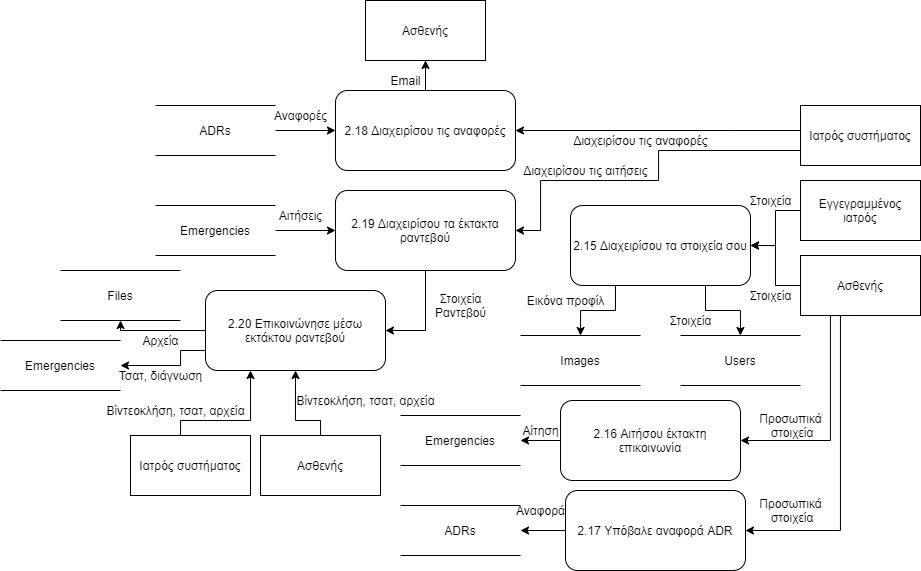 Ασθενής
Email
ADRs
Αναφορές
2.18 Διαχειρίσου τις αναφορές
Διαχειρίσου τις αναφορές
Ιατρός συστήματος
Διαχειρίσου τις αιτήσεις
Emergencies
Αιτήσεις
2.19 Διαχειρίσου τα έκτακτα
ραντεβού
2.15 Διαχειρίσου τα στοιχεία σου
Στοιχεία
Εγγεγραμμένος
ιατρός
Στοιχεία
Ασθενής
Files
Αρχεία
Emergencies
Τσατ, διάγνωση
2.20 Επικοινώνησε μέσω
εκτάκτου ραντεβού
Στοιχεία
Ραντεβού
Εικόνα προφίλ
Στοιχεία
Images
Users
Βίντεοκλήση, τσατ, αρχεία
Βίντεοκλήση, τσατ, αρχεία
Ιατρός συστήματος
Ασθενής
Emergencies
Αίτηση
2.16 Αιτήσου έκτακτη
επικοινωνία
Προσωπικά
στοιχεία
ADRs
Αναφορά
2.17 Υπόβαλε αναφορά ADR
Προσωπικά
στοιχεία